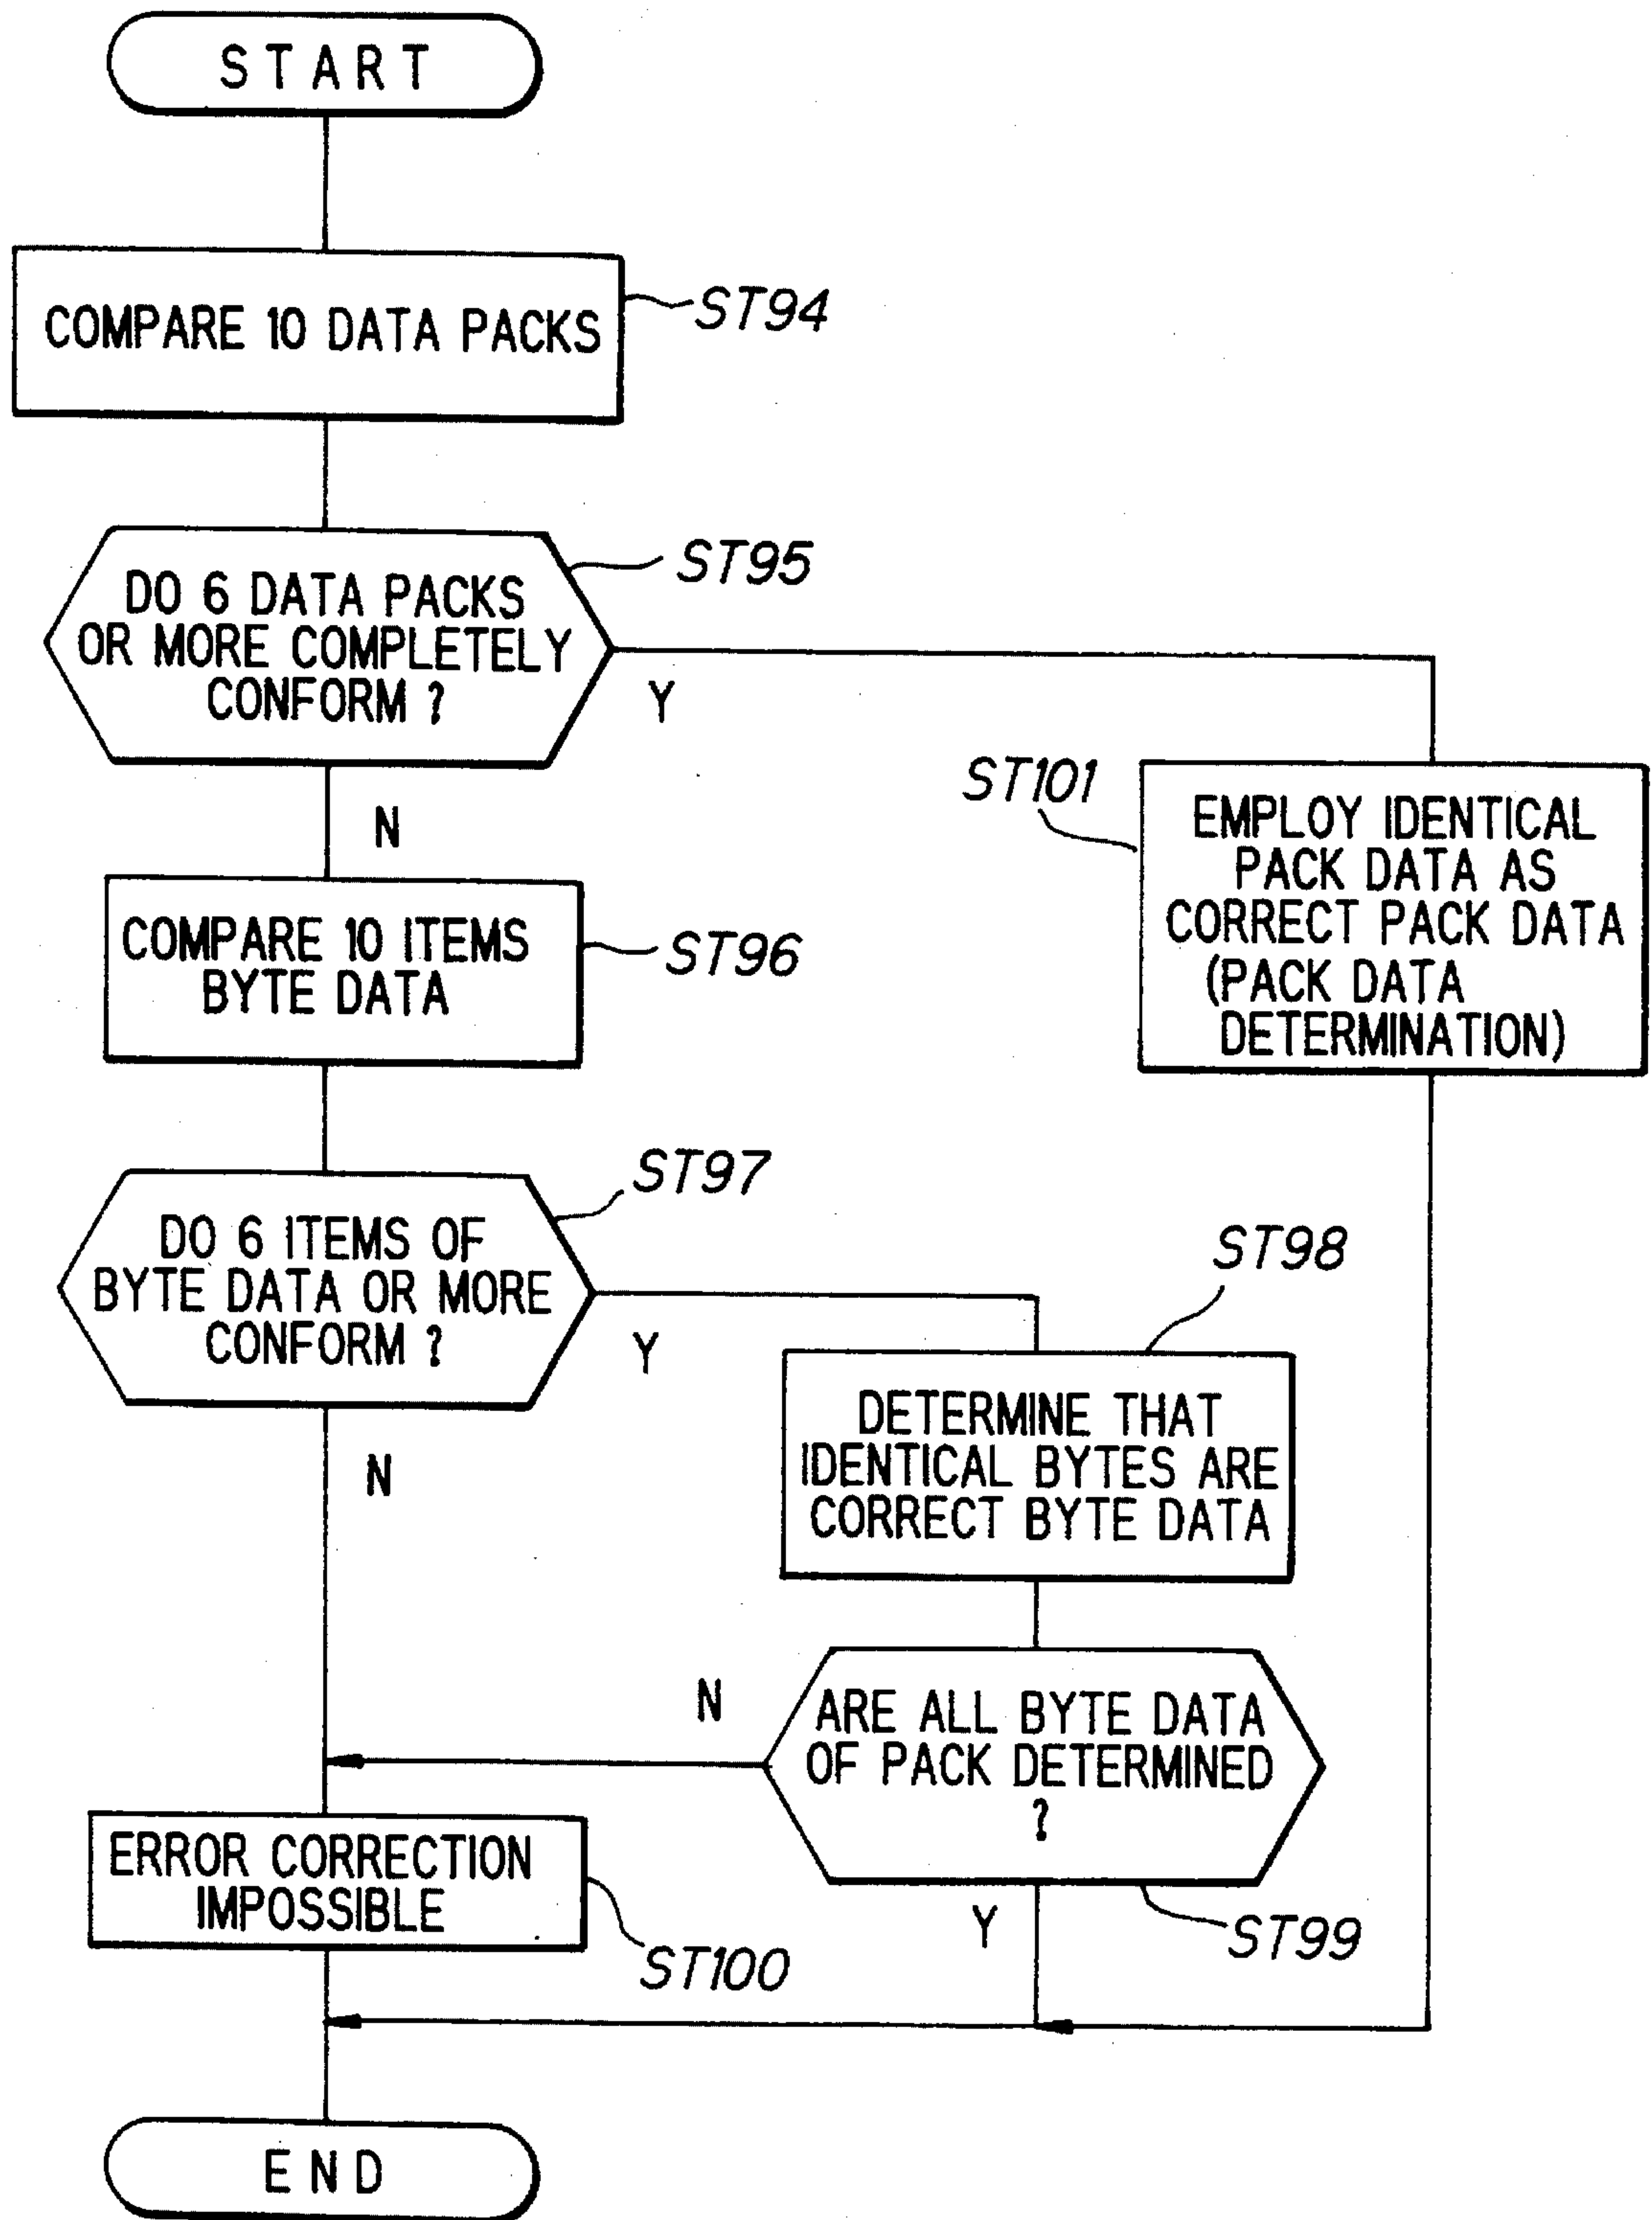 START
COMPARE 10 DATA PACKS
ST94
DO 6 DATA PACKS
OR MORE COMPLETELY
CONFORM ?
ST95
Y
N
ST101
EMPLOY IDENTICAL
PACK DATA AS
CORRECT PACK DATA
(PACK DATA
DETERMINATION)
COMPARE 10 ITEMS
BYTE DATA
ST96
DO 6 ITEMS OF
BYTE DATA OR MORE
CONFORM ?
ST97
Y
N
ST98
DETERMINE THAT
IDENTICAL BYTES ARE
CORRECT BYTE DATA
N
ARE ALL BYTE DATA
OF PACK DETERMINED
?
Y
ST99
ERROR CORRECTION
IMPOSSIBLE
ST100
END